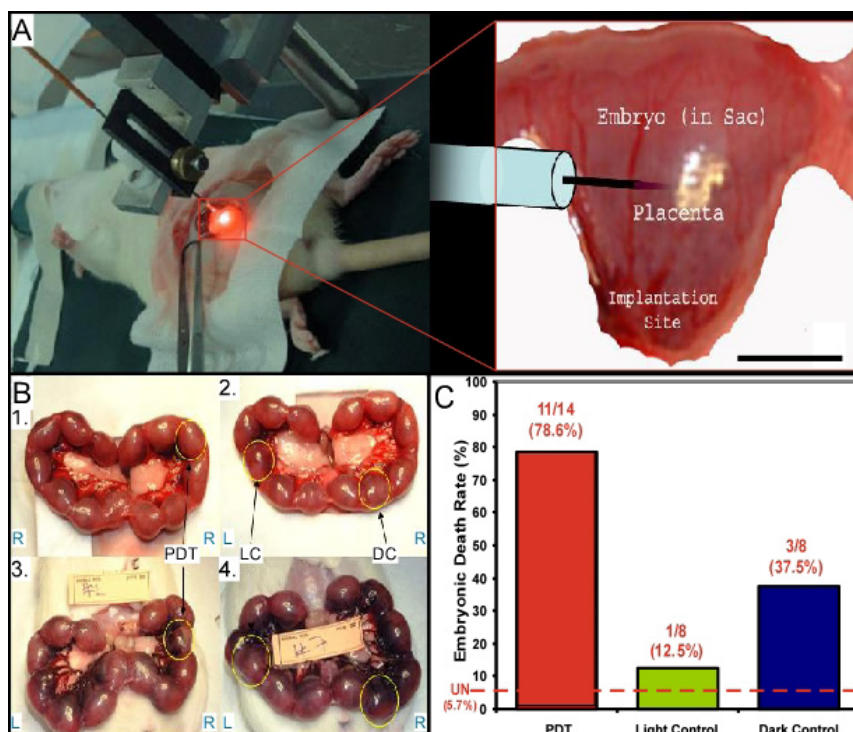 A
Embryo (in Sac)
Placenta
Implantation
Site
B
1.
2.
R
R
L
R
PDT
LC
DC
3.
4.
L
R
L
R
C
Embryonic Death Rate (%)
100
90
80
70
60
50
40
30
20
10
0
11/14
(78.6%)
1/8
(12.5%)
3/8
(37.5%)
UN
(5.7%)
PDT
Light Control
Dark Control